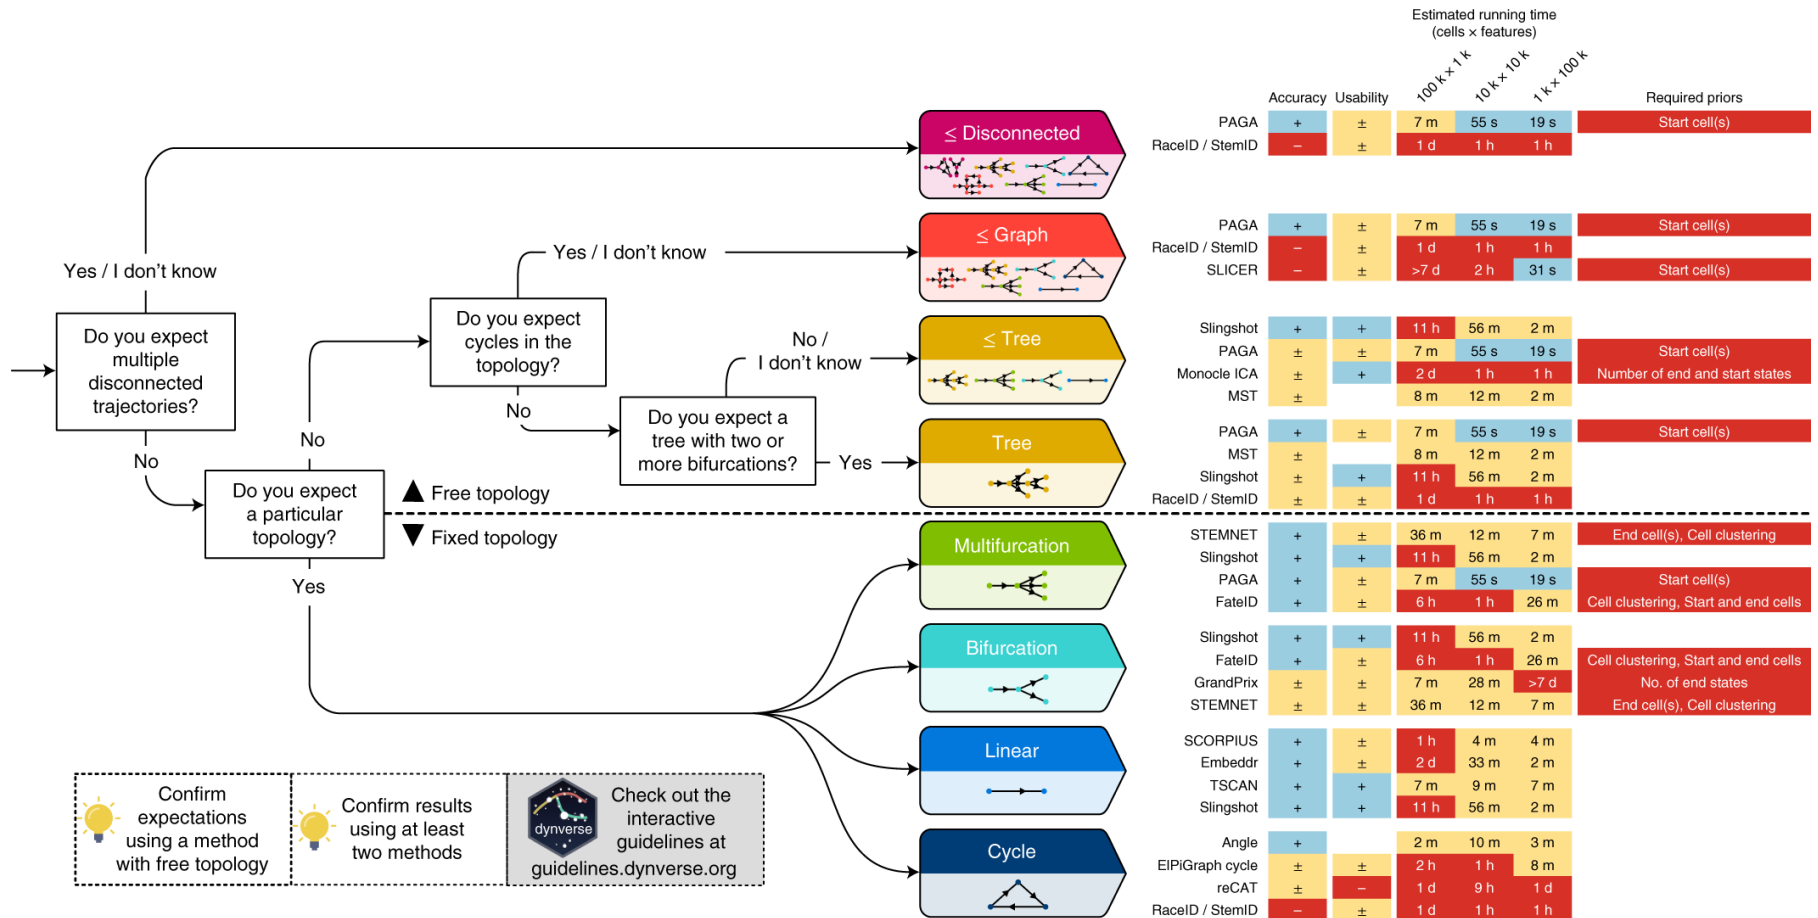 Estimated running time
(cells × features)
Accuracy Usability 100 k × 1 k 10 k × 10 k 1 k × 100 k Required priors
≤ Disconnected
PAGA + ± 7 m 55 s 19 s Start cell(s)
RaceID / StemID – ± 1 d 1 h 1 h
≤ Graph
PAGA + ± 7 m 55 s 19 s Start cell(s)
RaceID / StemID – ± 1 d 1 h 1 h
SLICER – ± >7 d 2 h 31 s Start cell(s)
≤ Tree
Slingshot + + 11 h 56 m 2 m
PAGA ± ± 7 m 55 s 19 s Start cell(s)
Monocle ICA ± + 2 d 1 h 1 h Number of end and start states
MST ± 8 m 12 m 2 m
Tree
PAGA + ± 7 m 55 s 19 s Start cell(s)
MST ± 8 m 12 m 2 m
Slingshot ± + 11 h 56 m 2 m
RaceID / StemID ± ± 1 d 1 h 1 h
Multifurcation
STEMNET + ± 36 m 12 m 7 m End cell(s), Cell clustering
Slingshot + + 11 h 56 m 2 m
PAGA + ± 7 m 55 s 19 s Start cell(s)
FateID + ± 6 h 1 h 26 m Cell clustering, Start and end cells
Bifurcation
Slingshot + + 11 h 56 m 2 m
FateID + ± 6 h 1 h 26 m Cell clustering, Start and end cells
GrandPrix ± ± 7 m 28 m >7 d No. of end states
STEMNET ± ± 36 m 12 m 7 m End cell(s), Cell clustering
Linear
SCORPIUS + ± 1 h 4 m 4 m
Embeddr + ± 2 d 33 m 2 m
TSCAN + + 7 m 9 m 7 m
Slingshot + + 11 h 56 m 2 m
Cycle
Angle + 2 m 10 m 3 m
ElPiGraph cycle ± ± 2 h 1 h 8 m
reCAT ± – 1 d 9 h 1 d
RaceID / StemID – ± 1 d 1 h 1 h
Yes / I don’t know
Do you expect
multiple
disconnected
trajectories?
No
Do you expect
a particular
topology?
Yes
No
Do you expect
cycles in the
topology?
Yes / I don’t know
No
Do you expect a
tree with two or
more bifurcations?
No /
I don’t know
Yes
▲ Free topology
▼ Fixed topology
Confirm
expectations
using a method
with free topology
Confirm results
using at least
two methods
dynverse
Check out the
interactive
guidelines at
guidelines.dynverse.org